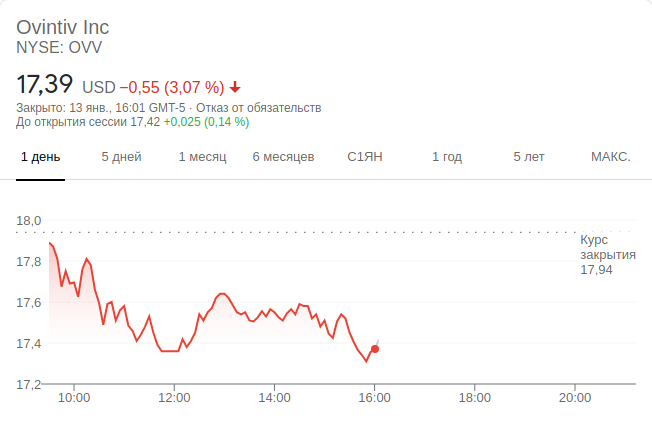 Ovintiv Inc
NYSE: OVV
17,39 USD −0,55 (3,07 %)
Закрыто: 13 янв., 16:01 GMT-5 · Отказ от обязательств
До открытия сессии 17,42 +0,025 (0,14 %)
1 день 5 дней 1 месяц 6 месяцев С1ЯН 1 год 5 лет МАКС.
18,0
Курс
закрытия
17,94
17,8
17,6
17,4
17,2
10:00 12:00 14:00 16:00 18:00 20:00